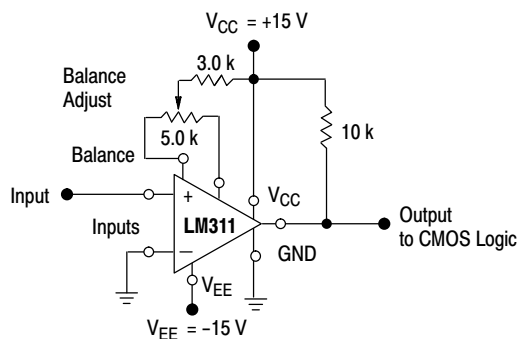 V_CC = +15 V
3.0 k
Balance
Adjust
5.0 k
10 k
Balance
Input
+
V_CC
LM311
Output
to CMOS Logic
Inputs
–
GND
V_EE
V_EE = –15 V